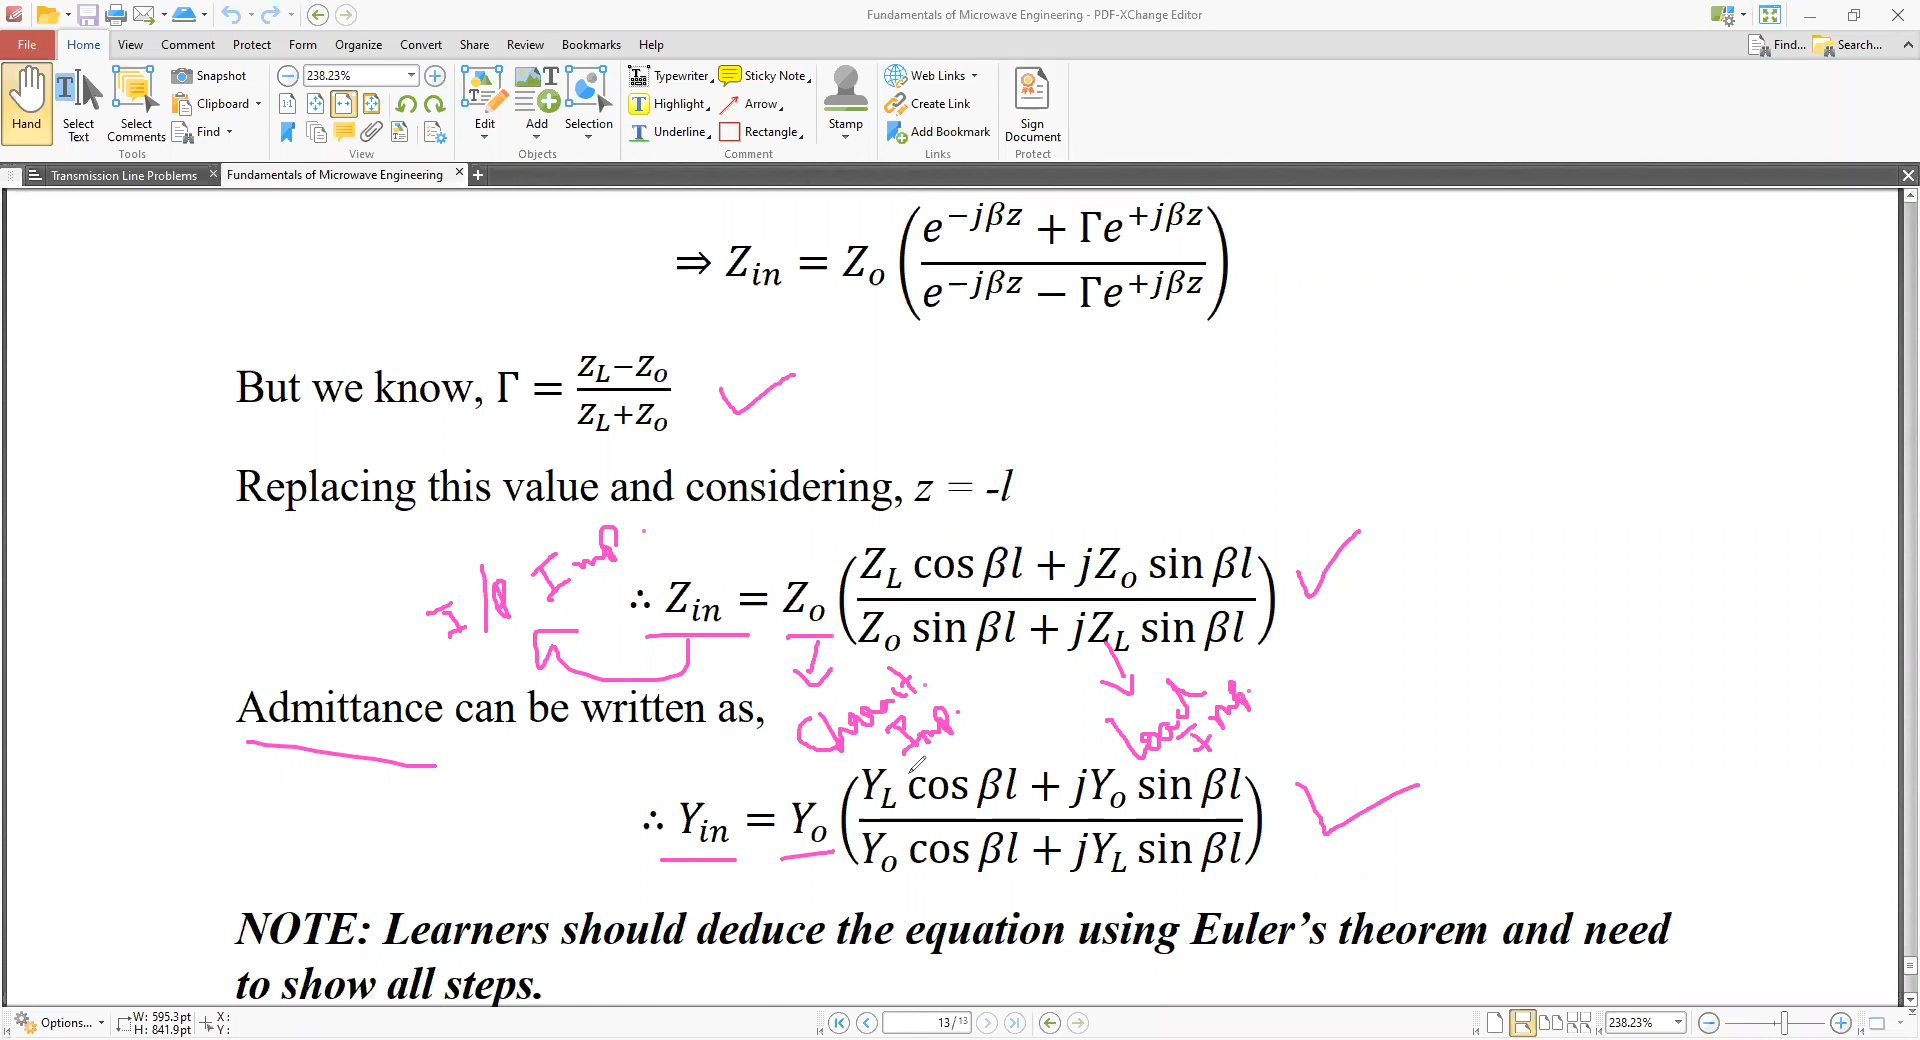 Fundamentals of Microwave Engineering - PDF-XChange Editor
File Home View Comment Protect Form Organize Convert Share Review Bookmarks Help Find... Search...
Hand
Select Text
Select Comments
Snapshot
Clipboard
Find
Tools
238.23%
View
Edit
Add
Selection
Objects
Typewriter
Highlight
Underline
Sticky Note
Arrow
Rectangle
Comment
Stamp
Web Links
Create Link
Add Bookmark
Links
Sign Document
Protect
Transmission Line Problems Fundamentals of Microwave Engineering
⇒ Z_in = Z_o ( (e^{−jβz} + Γe^{+jβz}) / (e^{−jβz} − Γe^{+jβz}) )
But we know, Γ = (Z_L−Z_o) / (Z_L+Z_o)
Replacing this value and considering, z = -l
I/P Imp.
∴ Z_in = Z_o ( (Z_L cos βl + jZ_o sin βl) / (Z_o sin βl + jZ_L sin βl) )
Admittance can be written as,
Charact. Imp.
Load Imp.
∴ Y_in = Y_o ( (Y_L cos βl + jY_o sin βl) / (Y_o cos βl + jY_L sin βl) )
NOTE: Learners should deduce the equation using Euler’s theorem and need
to show all steps.
Options...
W: 595.3pt
H: 841.9pt
X:
Y:
13 / 13
238.23%